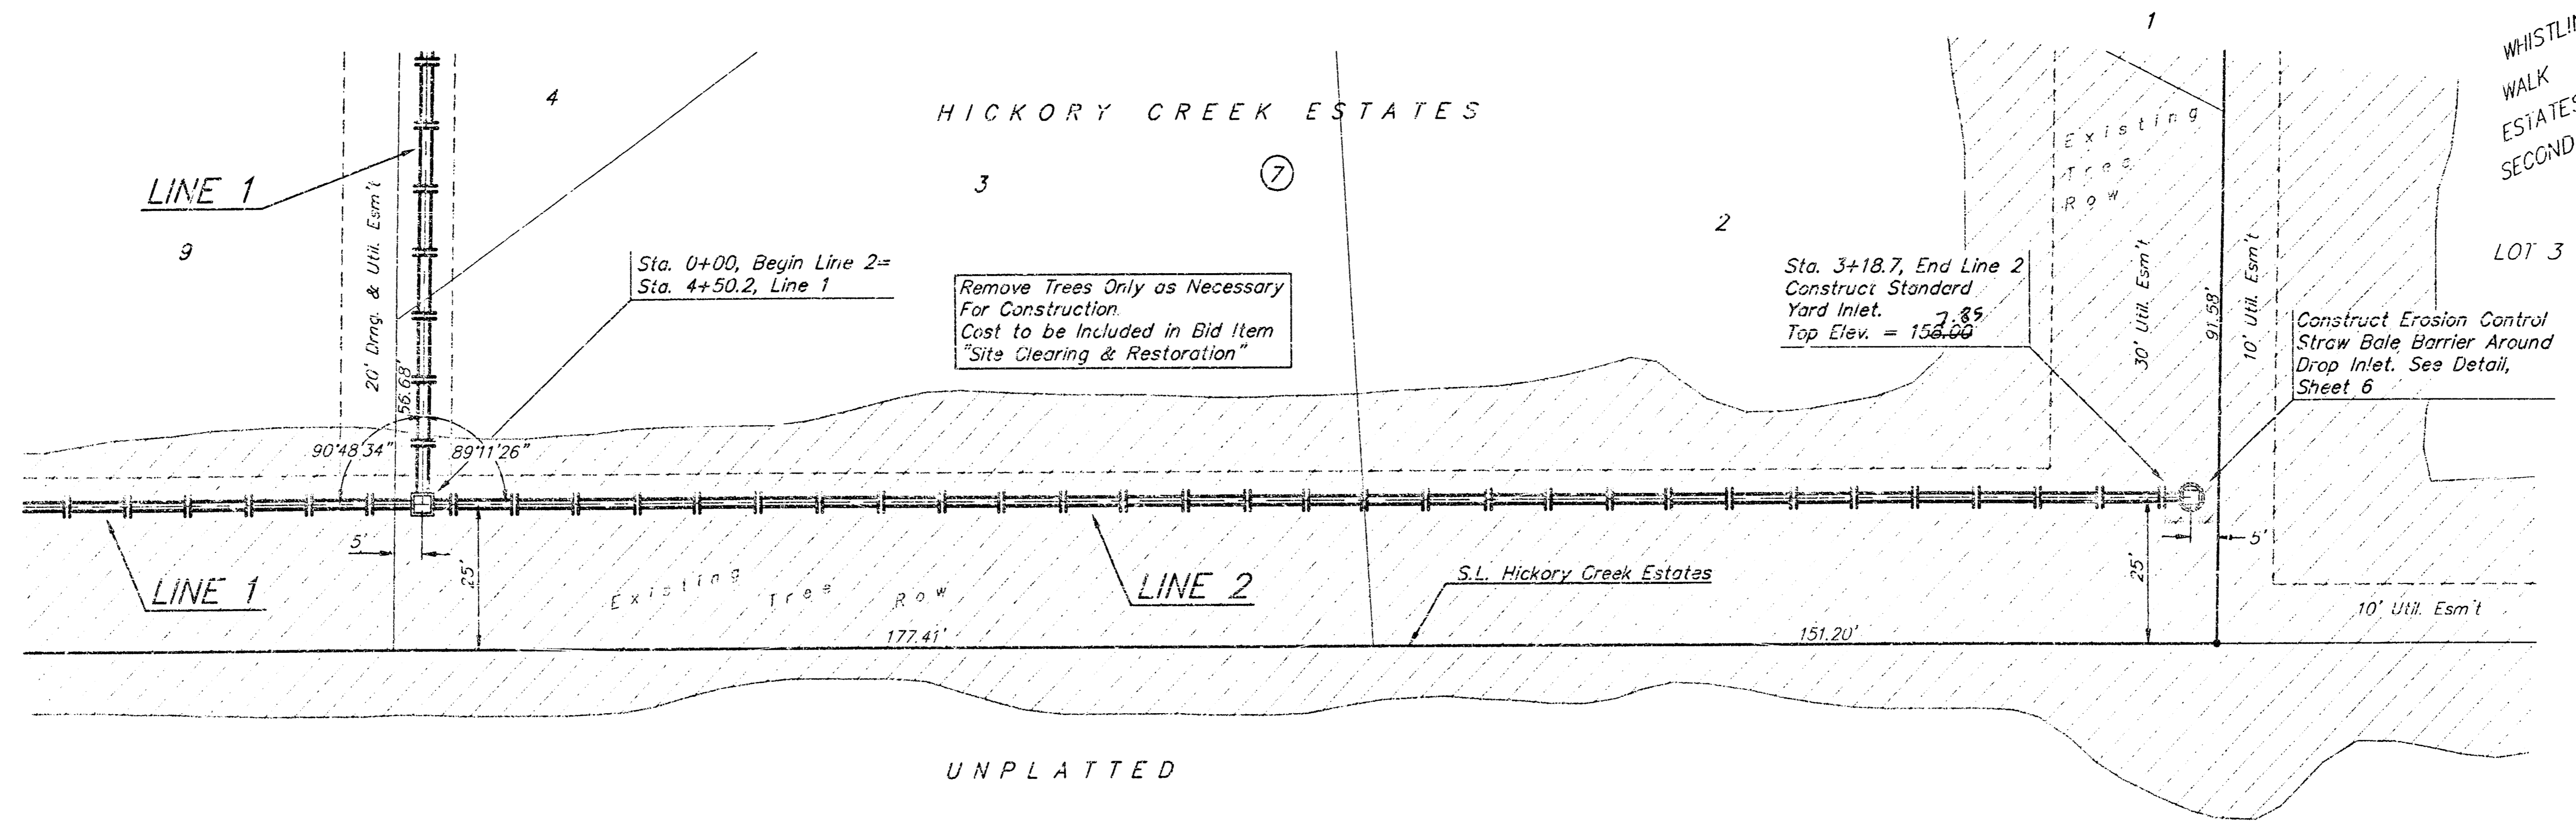 1
WHISTLIN
WALK
ESTATES
SECOND
4
HICKORY CREEK ESTATES
Existing
Tree
Row
LINE 1
3
7
9
2
20' Drng. & Util. Esm't
56.68'
Sta. 0+00, Begin Line 2=
Sta. 4+50.2, Line 1
Remove Trees Only as Necessary
For Construction.
Cost to be Included in Bid Item
"Site Clearing & Restoration"
Sta. 3+18.7, End Line 2
Construct Standard
Yard Inlet.
7.85
Top Elev. = 158.00
30' Util. Esm't
91.58'
10' Util. Esm't
LOT 3
Construct Erosion Control
Straw Bale Barrier Around
Drop Inlet. See Detail,
Sheet 6
90°48'34"
89°11'26"
5'
25'
5'
25'
LINE 1
Existing Tree Row
LINE 2
S.L. Hickory Creek Estates
10' Util. Esm't
177.41'
151.20'
UNPLATTED